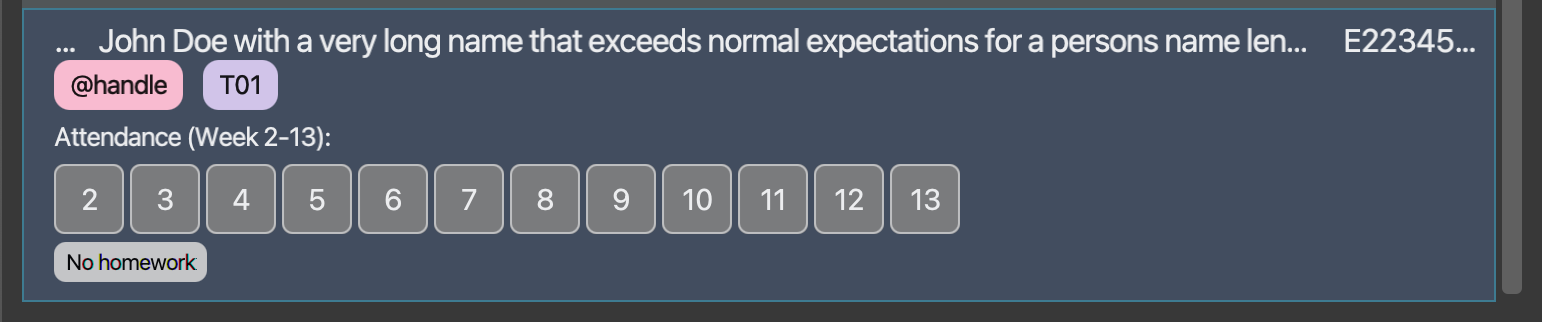 ... John Doe with a very long name that exceeds normal expectations for a persons name len... E22345...
@handle T01
Attendance (Week 2-13):
2 3 4 5 6 7 8 9 10 11 12 13
No homework